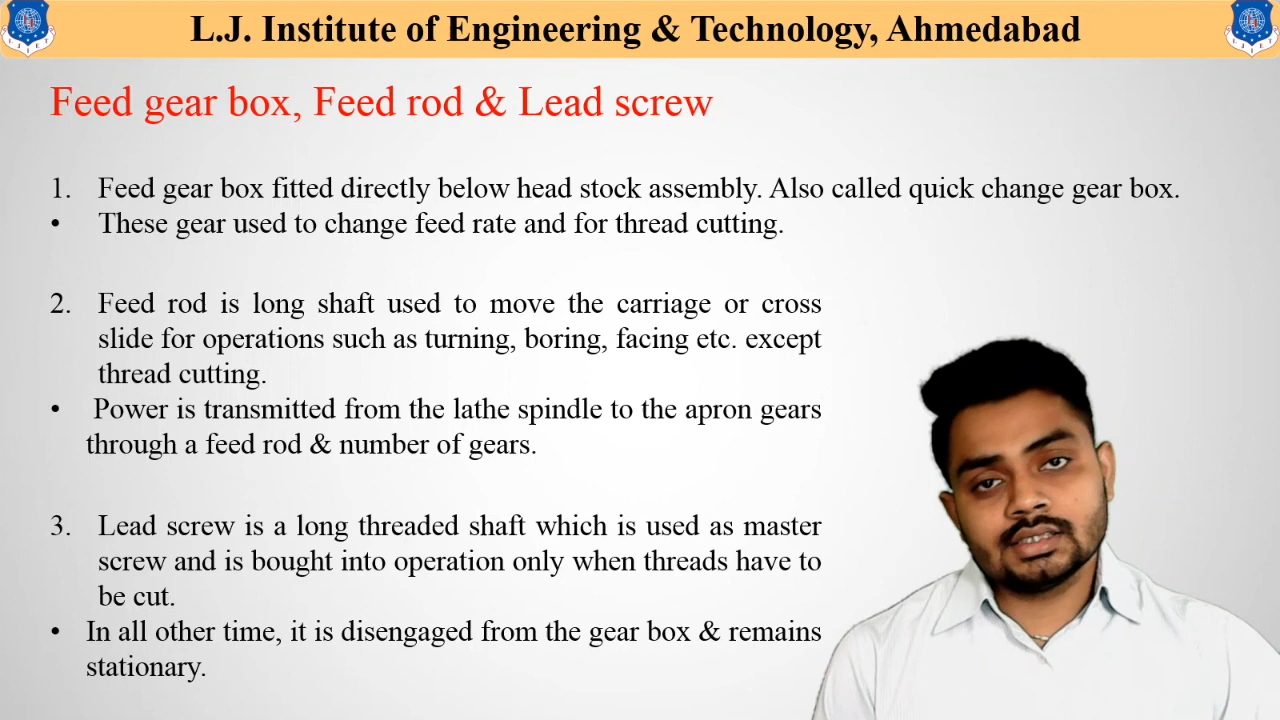 L.J. Institute of Engineering & Technology, Ahmedabad
Feed gear box, Feed rod & Lead screw
1. Feed gear box fitted directly below head stock assembly. Also called quick change gear box.
• These gear used to change feed rate and for thread cutting.
2. Feed rod is long shaft used to move the carriage or cross
slide for operations such as turning, boring, facing etc. except
thread cutting.
• Power is transmitted from the lathe spindle to the apron gears
through a feed rod & number of gears.
3. Lead screw is a long threaded shaft which is used as master
screw and is bought into operation only when threads have to
be cut.
• In all other time, it is disengaged from the gear box & remains
stationary.